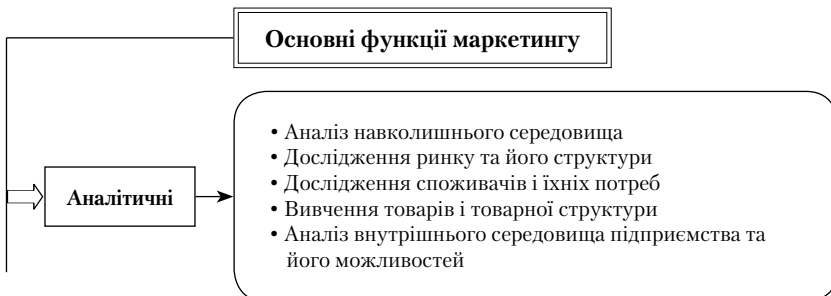 Основні функції маркетингу
Аналітичні
• Аналіз навколишнього середовища
• Дослідження ринку та його структури
• Дослідження споживачів і їхніх потреб
• Вивчення товарів і товарної структури
• Аналіз внутрішнього середовища підприємства та
його можливостей